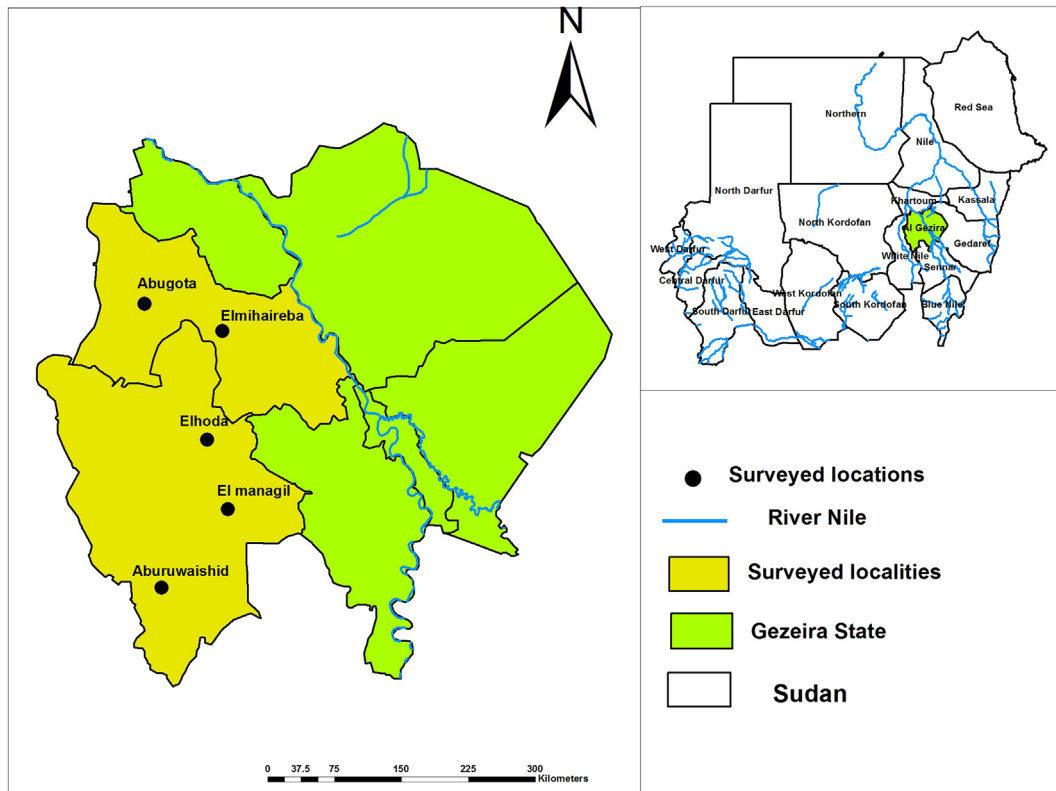 N
Abugota
Elmihaireba
Elhoda
El managil
Aburuwaishid
0 37.5 75 150 225 300
Kilometers
Northern
Red Sea
Nile
North Darfur
Khartoum
Kassala
North Kordofan
Al Gezira
Gedaref
West Darfur
White Nile
Sennar
Central Darfur
West Kordofan
South Darfur
East Darfur
South Kordofan
Blue Nile
Surveyed locations
River Nile
Surveyed localities
Gezeira State
Sudan